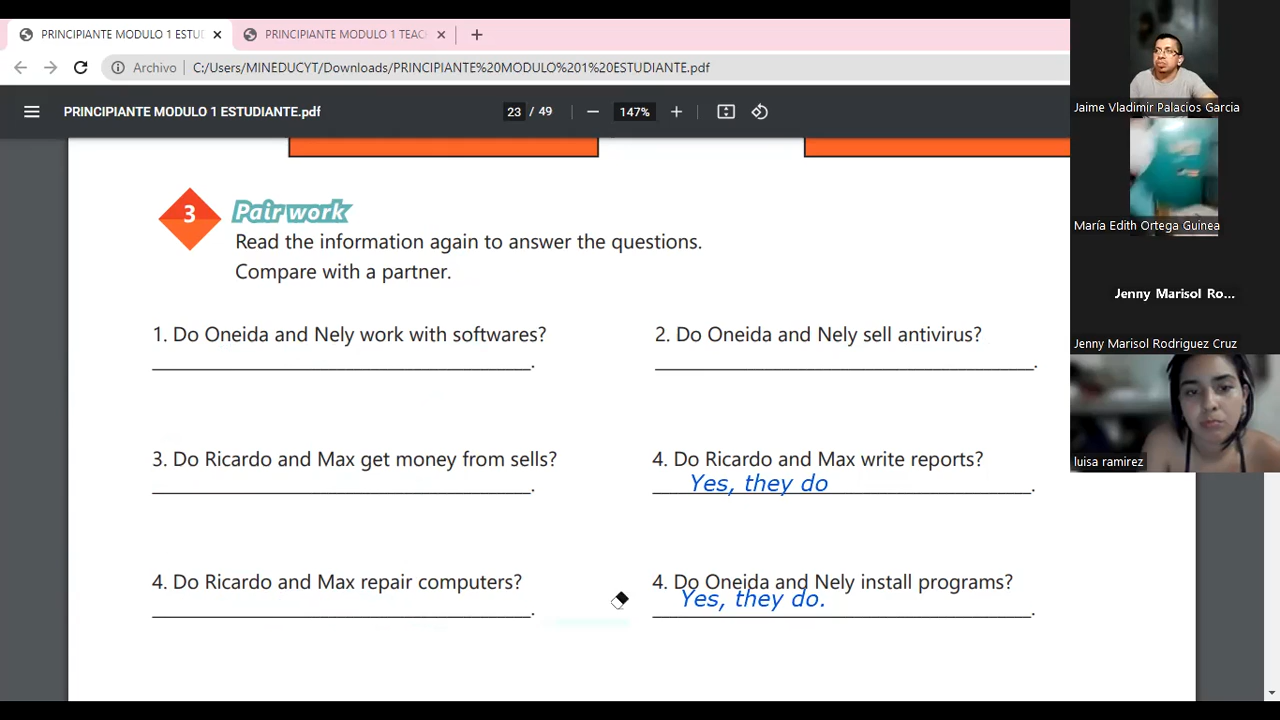 PRINCIPIANTE MODULO 1 ESTUD
PRINCIPIANTE MODULO 1 TEAC
Archivo
C:/Users/MINEDUCYT/Downloads/PRINCIPIANTE%20MODULO%201%20ESTUDIANTE.pdf
PRINCIPIANTE MODULO 1 ESTUDIANTE.pdf
23 / 49
147%
3
Pair work
Read the information again to answer the questions.
Compare with a partner.
1. Do Oneida and Nely work with softwares?
2. Do Oneida and Nely sell antivirus?
3. Do Ricardo and Max get money from sells?
4. Do Ricardo and Max write reports?
Yes, they do
4. Do Ricardo and Max repair computers?
4. Do Oneida and Nely install programs?
Yes, they do.
Jaime Vladimir Palacios Garcia
María Edith Ortega Guinea
Jenny Marisol Ro...
Jenny Marisol Rodriguez Cruz
luisa ramirez